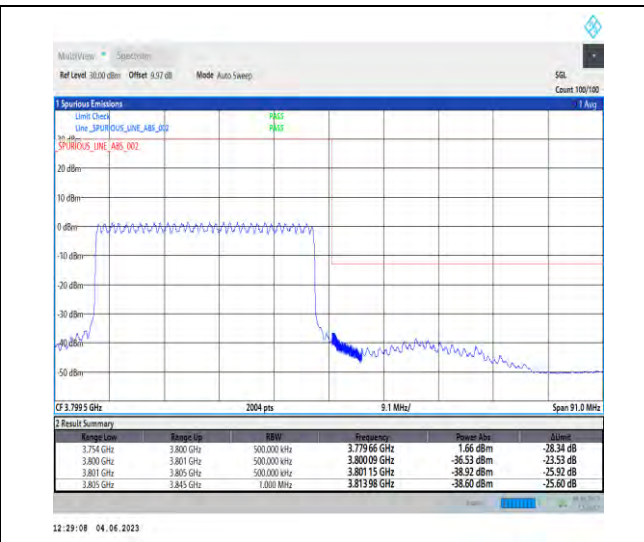 MultiView Spectrum
Ref Level 30.00 dBm Offset 9.97 dB Mode Auto Sweep SGL
Count 100/100
1 Spurious Emissions 1 Avg
Limit Check PASS
Line _SPURIOUS_LINE_ABS_002 PASS
30 dBm
_SPURIOUS_LINE_ABS_002
20 dBm
10 dBm
0 dBm
-10 dBm
-20 dBm
-30 dBm
-40 dBm
-50 dBm
CF 3.799 5 GHz 2004 pts 9.1 MHz/ Span 91.0 MHz
2 Result Summary
Range Low Range Up RBW Frequency Power Abs ΔLimit
3.754 GHz 3.800 GHz 500.000 kHz 3.779 66 GHz 1.66 dBm -28.34 dB
3.800 GHz 3.801 GHz 500.000 kHz 3.800 09 GHz -36.53 dBm -23.53 dB
3.801 GHz 3.805 GHz 500.000 kHz 3.801 15 GHz -38.92 dBm -25.92 dB
3.805 GHz 3.845 GHz 1.000 MHz 3.813 98 GHz -38.60 dBm -25.60 dB
12:29:08 04.06.2023